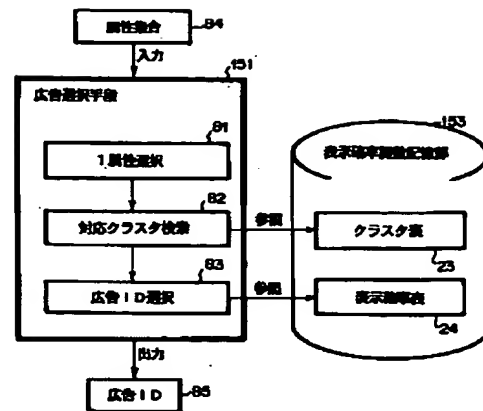 属性集合
84
入力
151
広告選択手段
81
1属性選択
82
対応クラスタ検索
83
広告ID選択
出力
広告ID
85
153
表示確率関数記憶部
参照
クラスタ表
23
参照
表示確率表
24